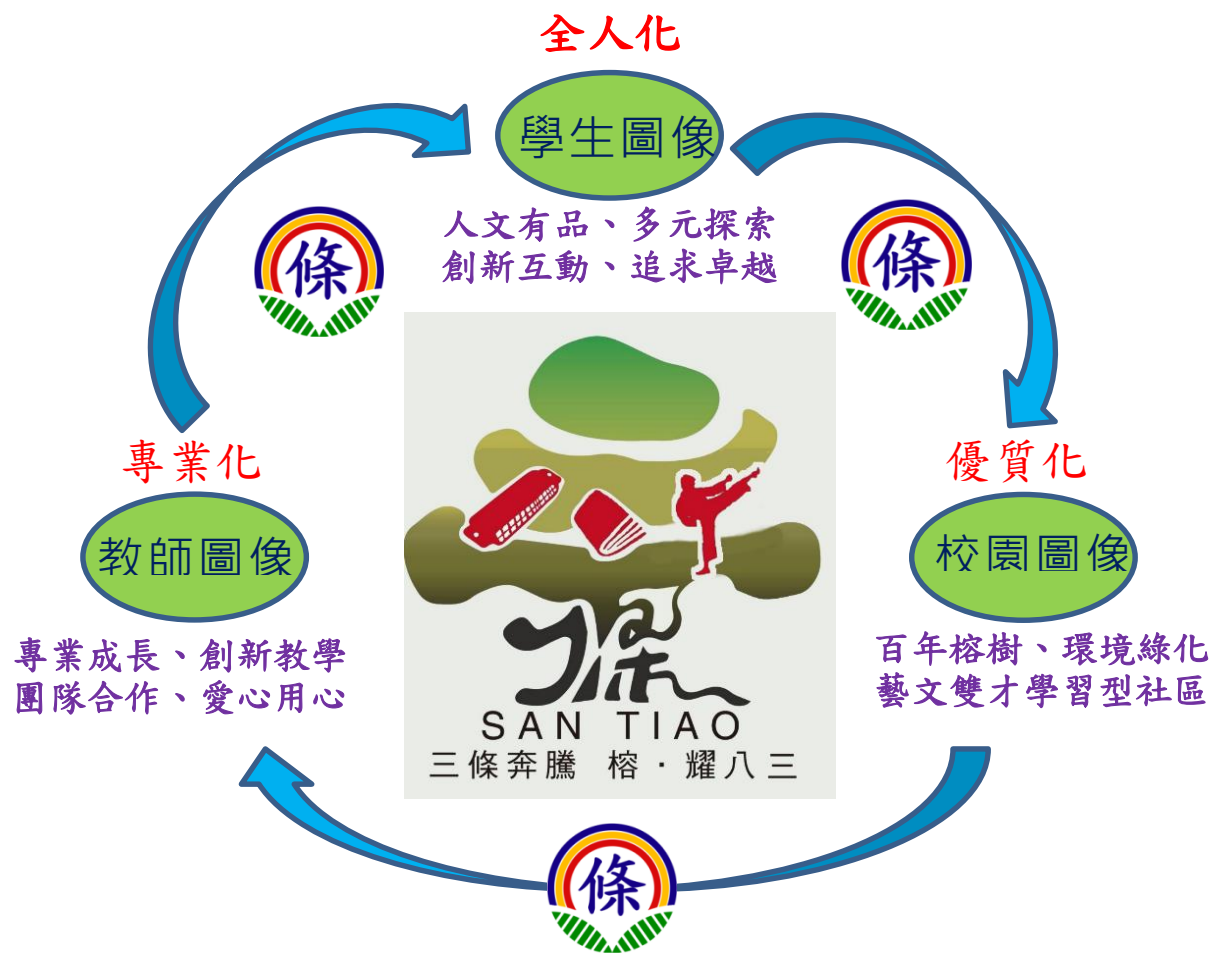 全人化
學生圖像
人文有品、多元探索
創新互動、追求卓越
條
條
專業化
教師圖像
專業成長、創新教學
團隊合作、愛心用心
優質化
校園圖像
百年榕樹、環境綠化
藝文雙才學習型社區
條
SAN TIAO
三條奔騰 榕·耀八三
條